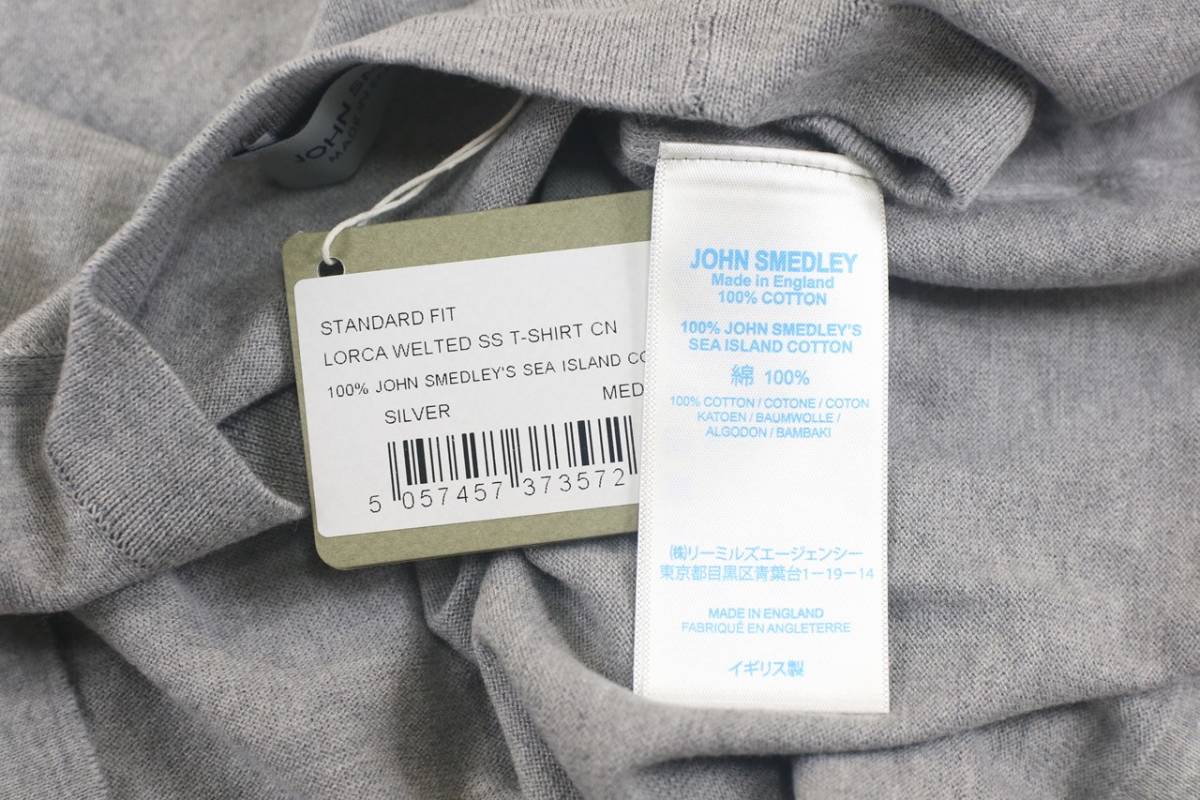 JOHN
STANDARD FIT
LORCA WELTED SS T-SHIRT CN
100% JOHN SMEDLEY'S SEA ISLAND
SILVER MED
5 057457 373572
JOHN SMEDLEY
Made in England
100% COTTON
100% JOHN SMEDLEY'S
SEA ISLAND COTTON
綿 100%
100% COTTON / COTONE / COTON
KATOEN / BAUMWOLLE /
ALGODON / BAMBAKI
(株)リーミルズエージェンシー
東京都目黒区青葉台1-19-14
MADE IN ENGLAND
FABRIQUÉ EN ANGLETERRE
イギリス製